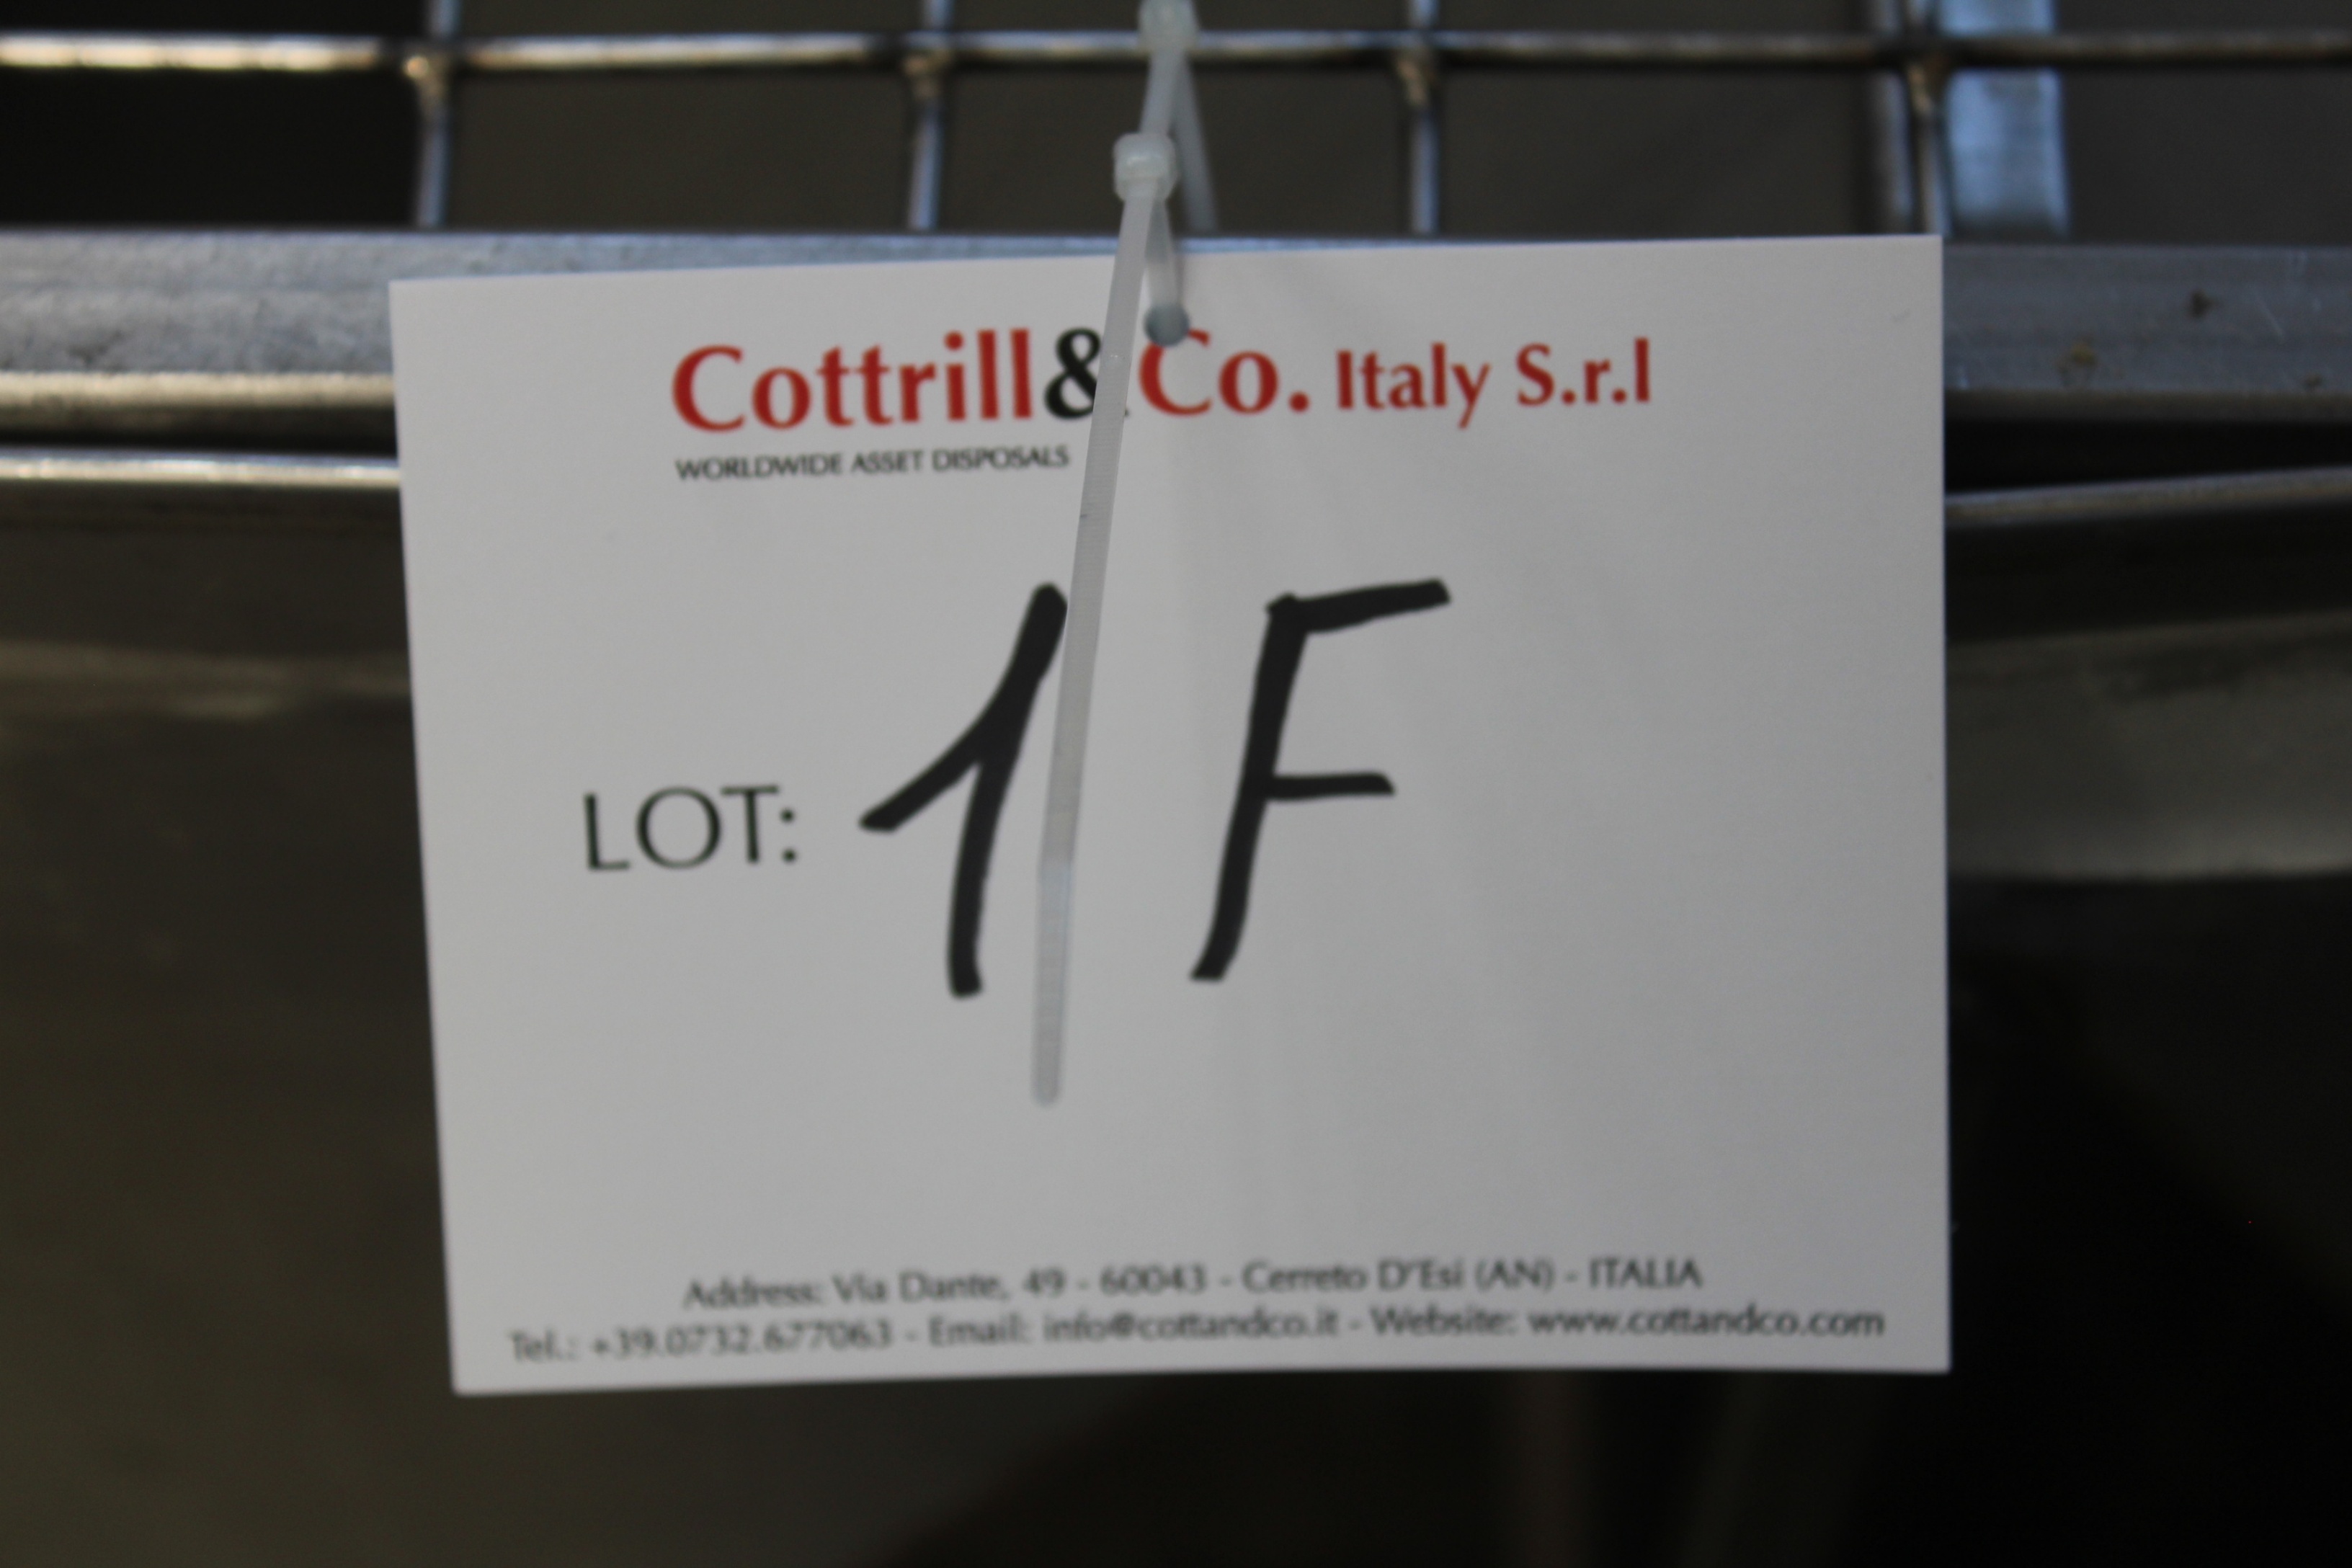 Cottrill&Co. Italy S.r.l
WORLDWIDE ASSET DISPOSALS
LOT: 1 F
Address: Via Dante, 49 - 60043 - Cerreto D'Esi (AN) - ITALIA
Tel.: +39.0732.677063 - Email: info@cottandco.it - Website: www.cottandco.com